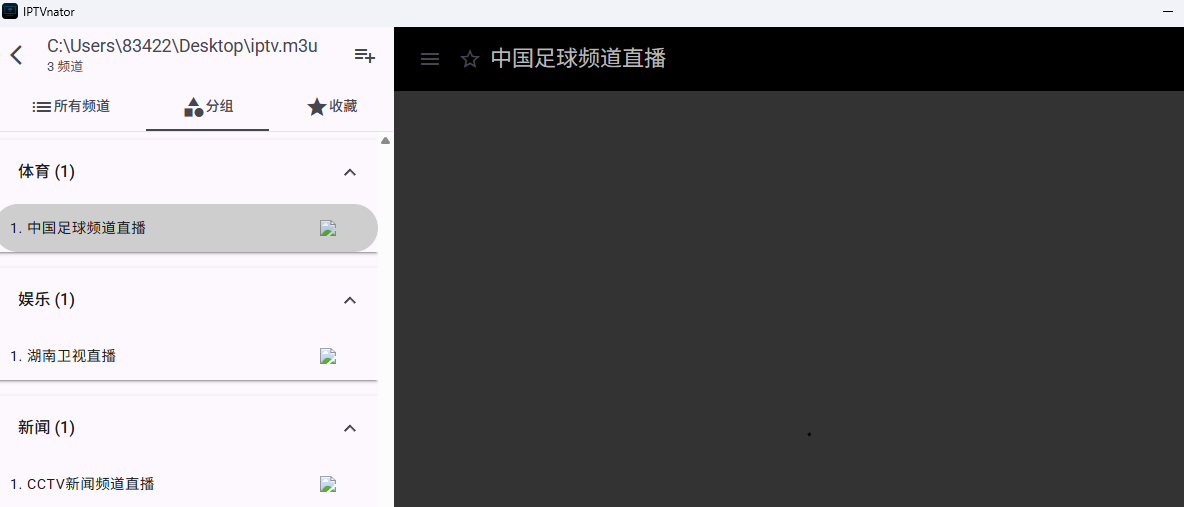 IPTVnator
C:\Users\83422\Desktop\iptv.m3u
3 频道
所有频道
分组
收藏
体育 (1)
1. 中国足球频道直播
娱乐 (1)
1. 湖南卫视直播
新闻 (1)
1. CCTV新闻频道直播
中国足球频道直播